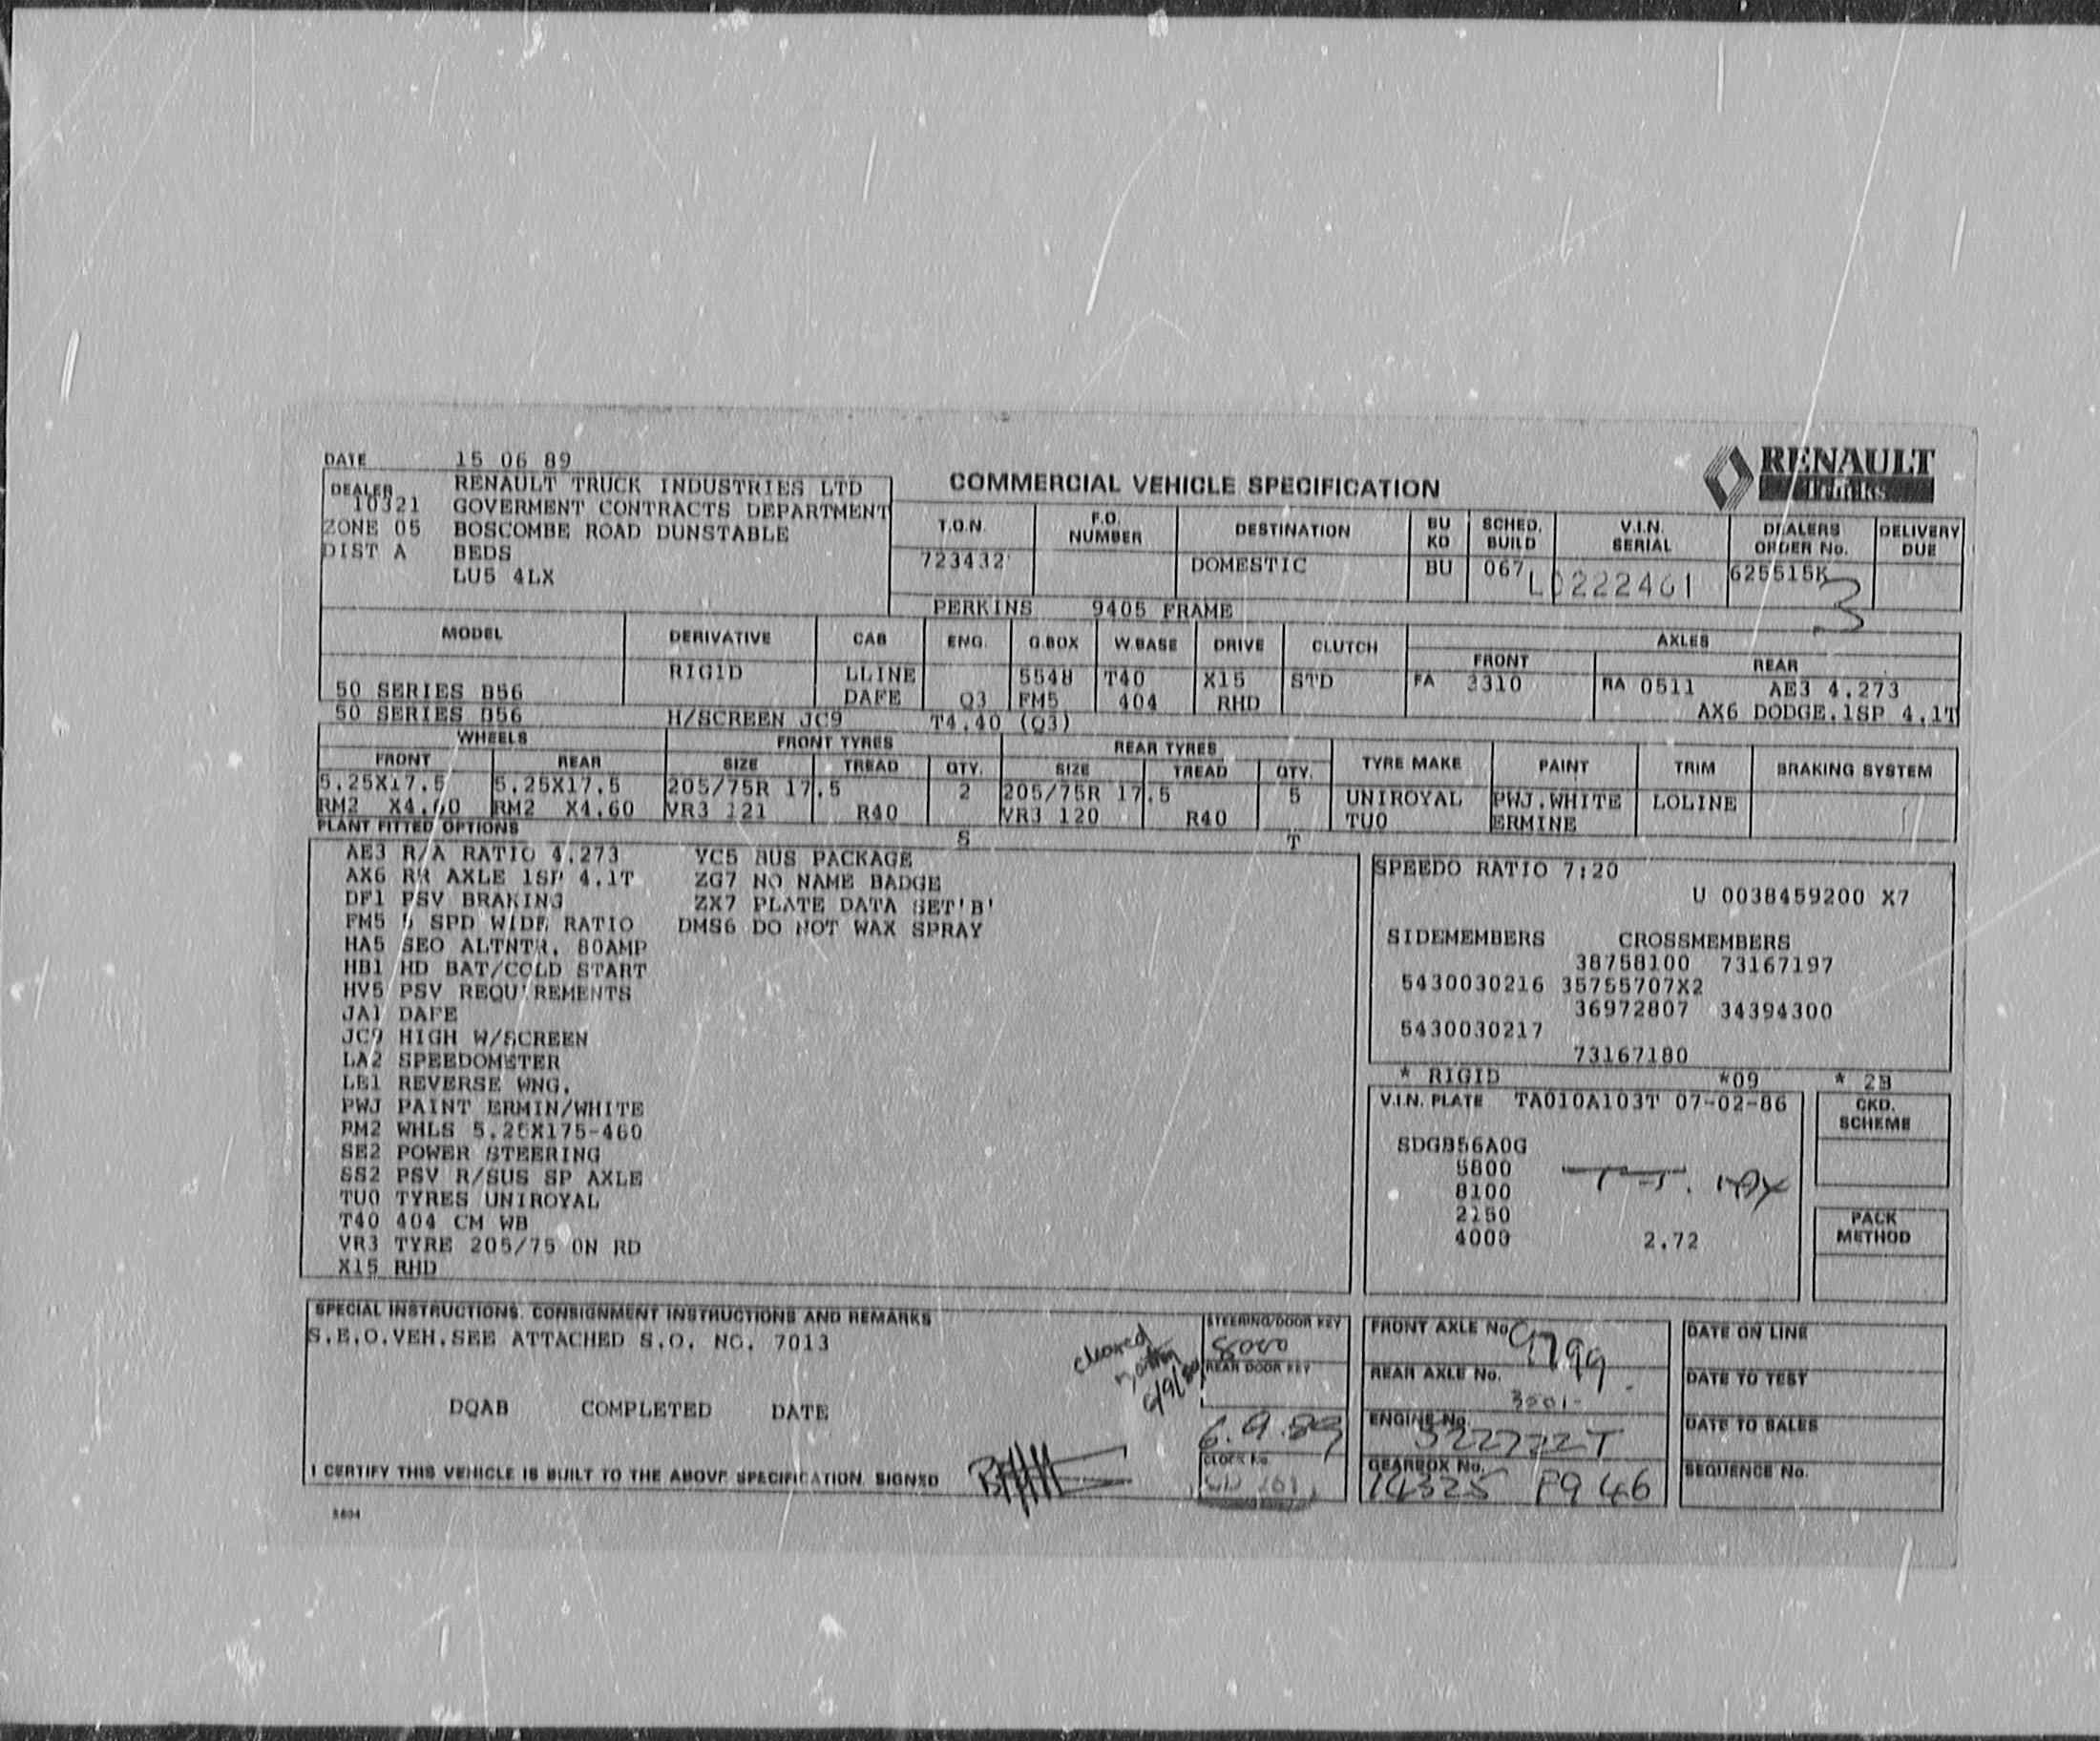 DATE 15 06 89
DEALER RENAULT TRUCK INDUSTRIES LTD
10321 GOVERMENT CONTRACTS DEPARTMENT
ZONE 05 BOSCOMBE ROAD DUNSTABLE
DIST A BEDS
LU5 4LX
COMMERCIAL VEHICLE SPECIFICATION
RENAULT
Trucks
T.O.N. F.O. NUMBER DESTINATION BU KD SCHED. BUILD V.I.N. SERIAL DEALERS ORDER No. DELIVERY DUE
723432 DOMESTIC BU 067 L0222461 625515K
3
PERKINS 9405 FRAME
MODEL DERIVATIVE CAB ENG. G.BOX W.BASE DRIVE CLUTCH AXLES
FRONT REAR
RIGID LLINE 5548 T40 X15 STD FA 3310 RA 0511 AE3 4.273
50 SERIES B56 DAFE Q3 FM5 404 RHD AX6 DODGE.1SP 4.1T
50 SERIES B56 H/SCREEN JC9 T4.40 (Q3)
WHEELS FRONT TYRES REAR TYRES
FRONT REAR SIZE TREAD QTY. SIZE TREAD QTY. TYRE MAKE PAINT TRIM BRAKING SYSTEM
5.25X17.5 5.25X17.5 205/75R 17.5 2 205/75R 17.5 5 UNIROYAL PWJ.WHITE LOLINE
RM2 X4.60 RM2 X4.60 VR3 121 R40 VR3 120 R40 TU0 ERMINE
PLANT FITTED OPTIONS S T
AE3 R/A RATIO 4.273 YC5 BUS PACKAGE
AX6 RR AXLE 1SP 4.1T ZG7 NO NAME BADGE
DF1 PSV BRAKING ZX7 PLATE DATA SET'B'
FM5 5 SPD WIDE RATIO DMS6 DO NOT WAX SPRAY
HA5 SEO ALTNTR. 80AMP
HB1 HD BAT/COLD START
HV5 PSV REQU'REMENTS
JA1 DAFE
JC9 HIGH W/SCREEN
LA2 SPEEDOMETER
LE1 REVERSE WNG.
PWJ PAINT ERMIN/WHITE
RM2 WHLS 5.25X175-460
SE2 POWER STEERING
SS2 PSV R/SUS SP AXLE
TU0 TYRES UNIROYAL
T40 404 CM WB
VR3 TYRE 205/75 ON RD
X15 RHD
SPEEDO RATIO 7:20
U 0038459200 X7
SIDEMEMBERS CROSSMEMBERS
38758100 73167197
5430030216 35755707X2
36972807 34394300
5430030217
73167180
* RIGID *09 * 2B
V.I.N. PLATE TA010A103T 07-02-86
SDGB56A0G
5800
8100
2150
4000 2.72
CKD. SCHEME
PACK METHOD
SPECIAL INSTRUCTIONS. CONSIGNMENT INSTRUCTIONS AND REMARKS
S.E.O.VEH.SEE ATTACHED S.O. NO. 7013
DQAB COMPLETED DATE
cleared
6/9/89
I CERTIFY THIS VEHICLE IS BUILT TO THE ABOVE SPECIFICATION. SIGNED
STEERING/DOOR KEY
8000
REAR DOOR KEY
6.9.89
CLOCK No.
FRONT AXLE No. 9799
REAR AXLE No.
3001-
ENGINE No.
322772T
GEARBOX No.
14325 P9 46
DATE ON LINE
DATE TO TEST
DATE TO SALES
SEQUENCE No.
5804